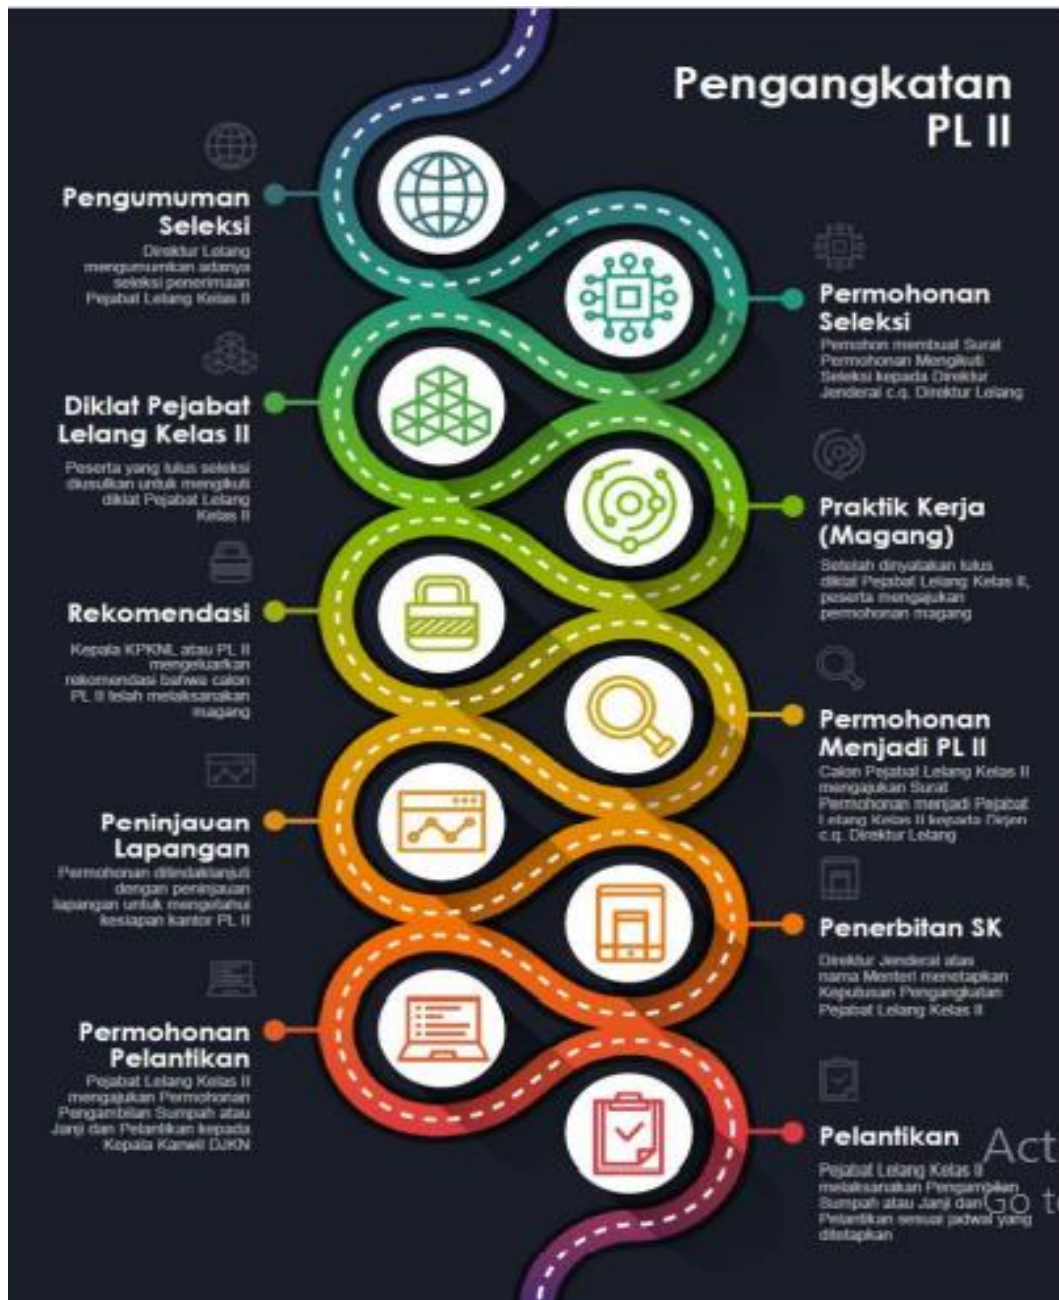 Pengangkatan
PL II
Pengumuman
Seleksi
Direktur Lelang
mengumumkan adanya
seleksi penerimaan
Pejabat Lelang Kelas II
Permohonan
Seleksi
Pemohon membuat Surat
Permohonan Mengikuti
Seleksi kepada Direktur
Jenderal c.q. Direktur Lelang
Diklat Pejabat
Lelang Kelas II
Peserta yang lulus seleksi
diusulkan untuk mengikuti
diklat Pejabat Lelang
Kelas II
Praktik Kerja
(Magang)
Setelah dinyatakan lulus
diklat Pejabat Lelang Kelas II,
peserta mengajukan
permohonan magang
Rekomendasi
Kepala KPKNL atau PL II
mengeluarkan
rekomendasi bahwa calon
PL II telah melaksanakan
magang
Permohonan
Menjadi PL II
Calon Pejabat Lelang Kelas II
mengajukan Surat
Permohonan menjadi Pejabat
Lelang Kelas II kepada Dirjen
c.q. Direktur Lelang
Peninjauan
Lapangan
Permohonan ditindaklanjuti
dengan peninjauan
lapangan untuk mengetahui
kesiapan kantor PL II
Penerbitan SK
Direktur Jenderal atas
nama Menteri menetapkan
Keputusan Pengangkatan
Pejabat Lelang Kelas II
Permohonan
Pelantikan
Pejabat Lelang Kelas II
mengajukan Permohonan
Pengambilan Sumpah atau
Janji dan Pelantikan kepada
Kepala Kanwil DJKN
Pelantikan
Pejabat Lelang Kelas II
melaksanakan Pengambilan
Sumpah atau Janji dan
Pelantikan sesuai jadwal yang
ditetapkan
Act
Go to